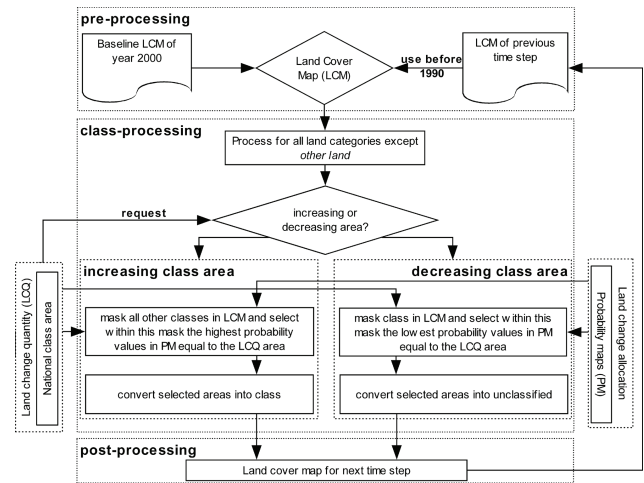 pre-processing
Baseline LCM of
year 2000
Land Cover
Map (LCM)
use before
1990
LCM of previous
time step
class-processing
Process for all land categories except
other land
request
increasing or
decreasing area?
increasing class area
decreasing class area
Land change quantity (LCQ)
National class area
mask all other classes in LCM and select
within this mask the highest probability
values in PM equal to the LCQ area
mask class in LCM and select within this
mask the lowest probability values in PM
equal to the LCQ area
Probability maps (PM)
Land change allocation
convert selected areas into class
convert selected areas into unclassified
post-processing
Land cover map for next time step